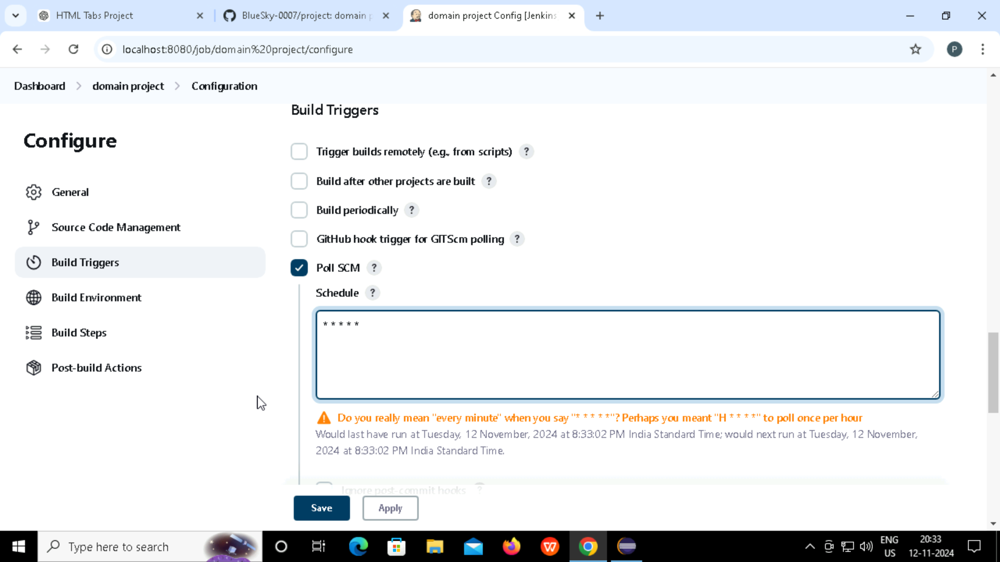 HTML Tabs Project
BlueSky-0007/project: domain p
domain project Config [Jenkins
localhost:8080/job/domain%20project/configure
P
Dashboard
domain project
Configuration
Configure
General
Source Code Management
Build Triggers
Build Environment
Build Steps
Post-build Actions
Build Triggers
Trigger builds remotely (e.g., from scripts) ?
Build after other projects are built ?
Build periodically ?
GitHub hook trigger for GITScm polling ?
Poll SCM ?
Schedule ?
* * * * *
Do you really mean "every minute" when you say "* * * * *"? Perhaps you meant "H * * * *" to poll once per hour
Would last have run at Tuesday, 12 November, 2024 at 8:33:02 PM India Standard Time; would next run at Tuesday, 12 November,
2024 at 8:33:02 PM India Standard Time.
Ignore post-commit hooks ?
Save
Apply
Type here to search
W
ENG
US
20:33
12-11-2024